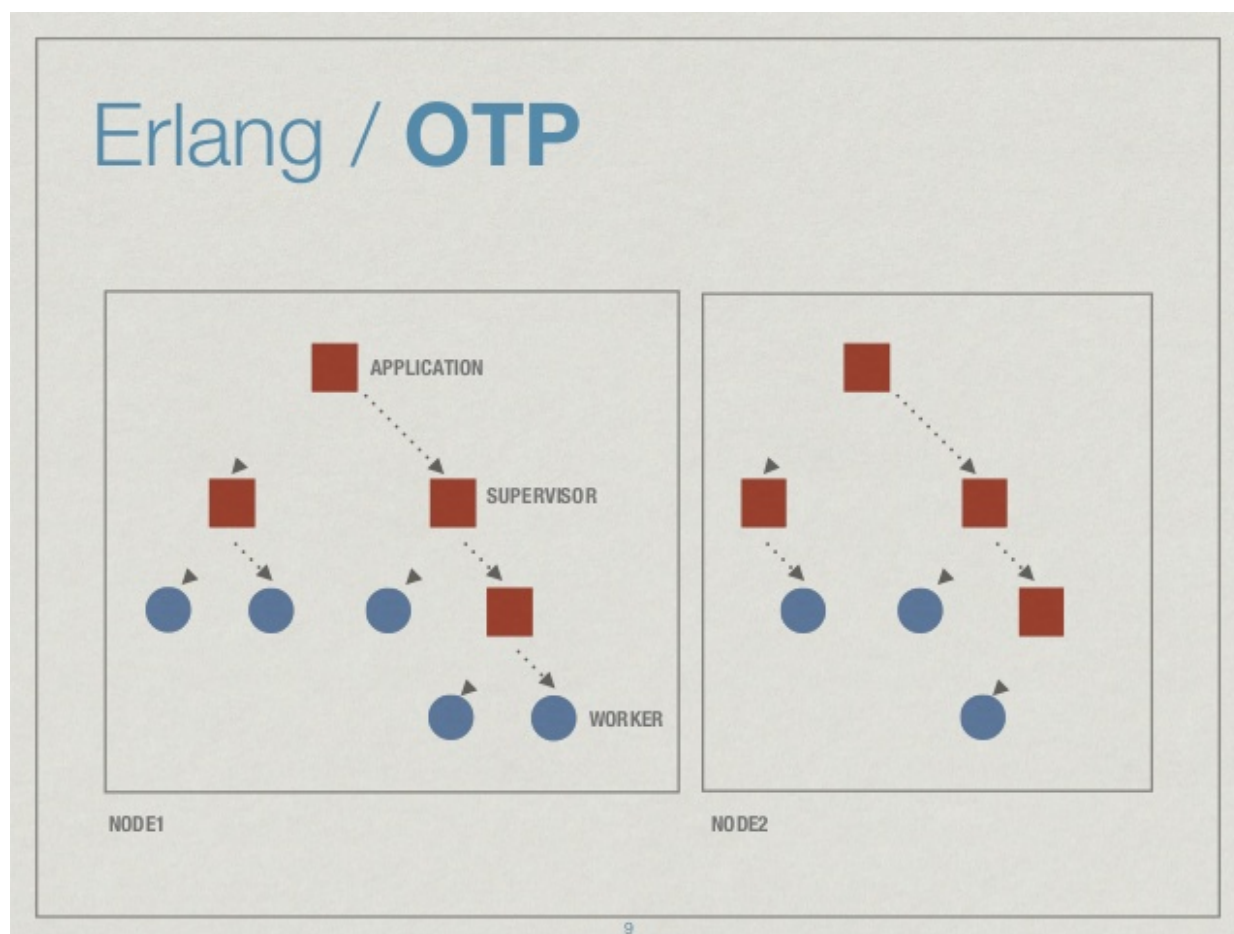 Erlang / OTP
APPLICATION
SUPERVISOR
WORKER
NODE1
NODE2
9